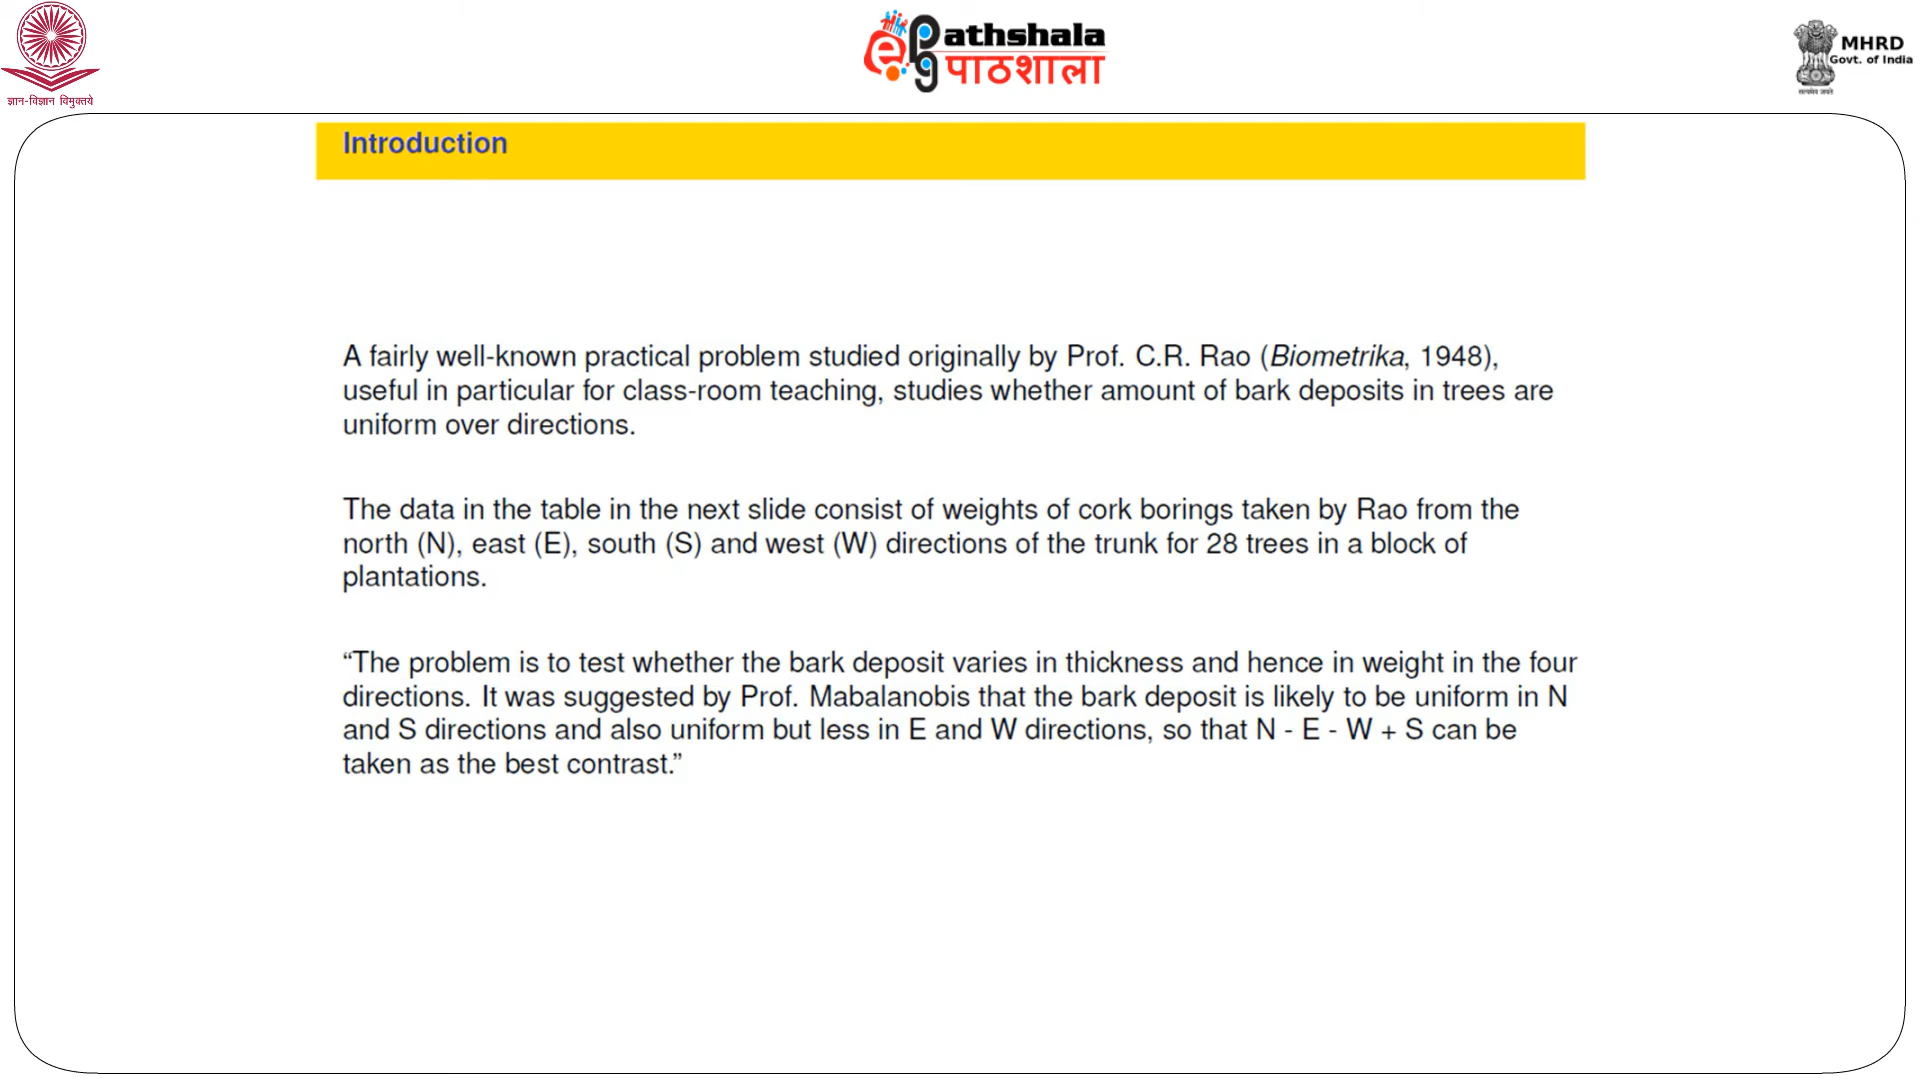 ज्ञान-विज्ञान विमुक्तये
e
Pathshala
पाठशाला
pg
MHRD
Govt. of India
सत्यमेव जयते
Introduction
A fairly well-known practical problem studied originally by Prof. C.R. Rao (Biometrika, 1948),
useful in particular for class-room teaching, studies whether amount of bark deposits in trees are
uniform over directions.
The data in the table in the next slide consist of weights of cork borings taken by Rao from the
north (N), east (E), south (S) and west (W) directions of the trunk for 28 trees in a block of
plantations.
“The problem is to test whether the bark deposit varies in thickness and hence in weight in the four
directions. It was suggested by Prof. Mabalanobis that the bark deposit is likely to be uniform in N
and S directions and also uniform but less in E and W directions, so that N - E - W + S can be
taken as the best contrast.”